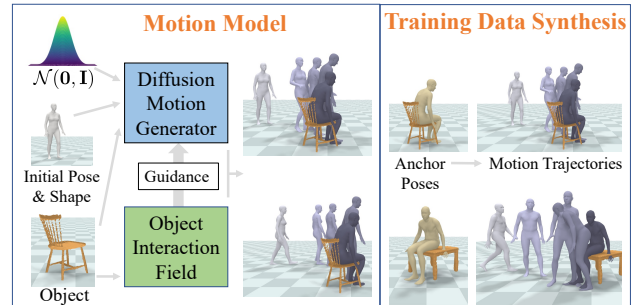 Motion Model
𝒩(𝟎, 𝐈)
Diffusion
Motion
Generator
Initial Pose
& Shape
Guidance
Object
Interaction
Field
Object
Training Data Synthesis
Anchor
Poses
Motion Trajectories